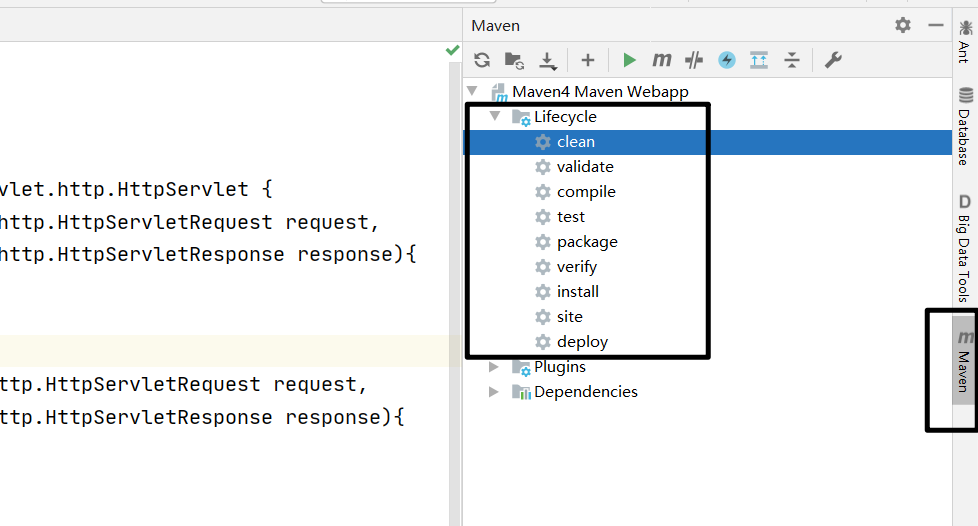 Maven
Maven4 Maven Webapp
Lifecycle
clean
validate
compile
test
package
verify
install
site
deploy
Plugins
Dependencies
vlet.http.HttpServlet {
http.HttpServletRequest request,
http.HttpServletResponse response){
ttp.HttpServletRequest request,
ttp.HttpServletResponse response){
Ant
Database
D
Big Data Tools
m
Maven